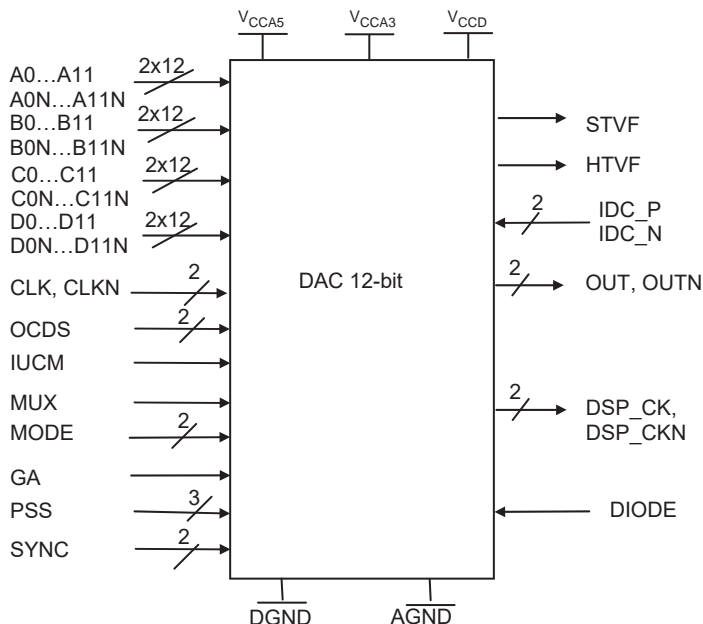 VCCA5 VCCA3 VCCD
A0...A11 2x12
A0N...A11N
B0...B11 2x12
B0N...B11N
C0...C11 2x12
C0N...C11N
D0...D11 2x12
D0N...D11N
CLK, CLKN 2
OCDS 2
IUCM
MUX
MODE 2
GA
PSS 3
SYNC 2
DAC 12-bit
STVF
HTVF
2 IDC_P
IDC_N
2 OUT, OUTN
2 DSP_CK,
DSP_CKN
DIODE
DGND AGND